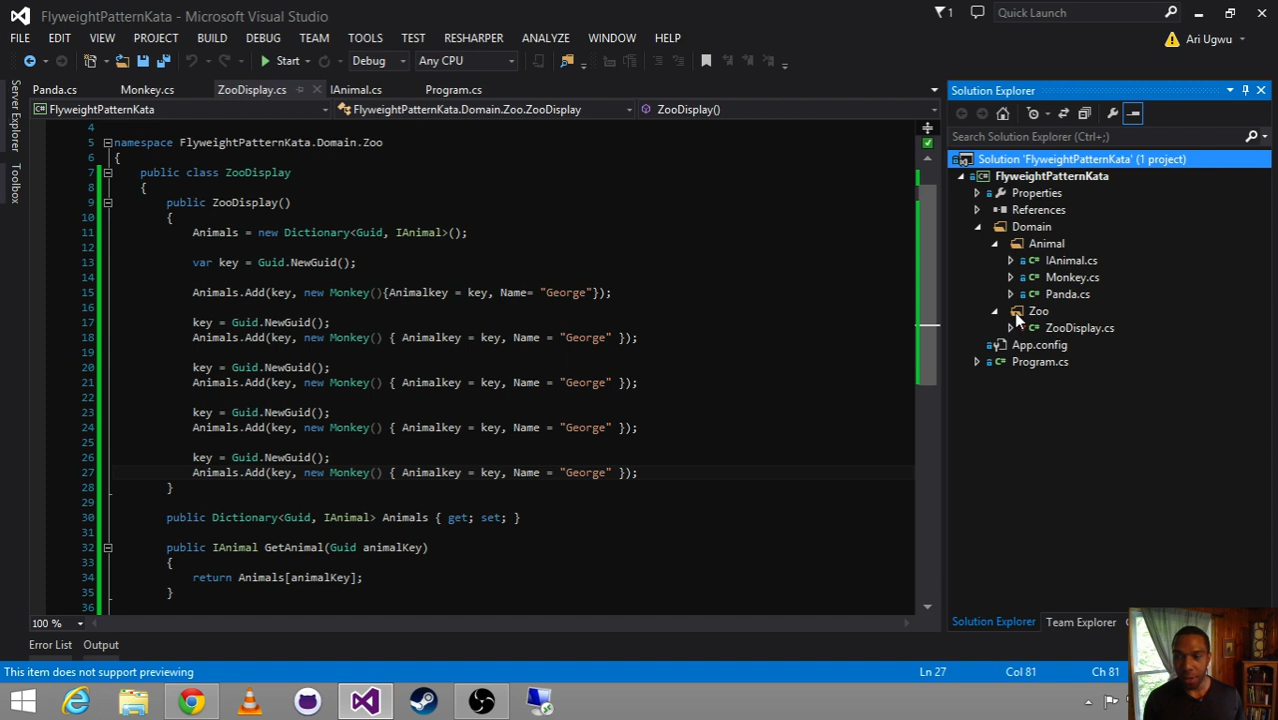 FlyweightPatternKata - Microsoft Visual Studio
1
Quick Launch
FILE EDIT VIEW PROJECT BUILD DEBUG TEAM TOOLS TEST RESHARPER ANALYZE WINDOW HELP
Ari Ugwu
Start Debug Any CPU
Server Explorer
Toolbox
Panda.cs Monkey.cs ZooDisplay.cs IAnimal.cs Program.cs
FlyweightPatternKata FlyweightPatternKata.Domain.Zoo.ZooDisplay ZooDisplay()
4
5 namespace FlyweightPatternKata.Domain.Zoo
6 {
7 public class ZooDisplay
8 {
9 public ZooDisplay()
10 {
11 Animals = new Dictionary<Guid, IAnimal>();
12
13 var key = Guid.NewGuid();
14
15 Animals.Add(key, new Monkey(){Animalkey = key, Name= "George"});
16
17 key = Guid.NewGuid();
18 Animals.Add(key, new Monkey() { Animalkey = key, Name = "George" });
19
20 key = Guid.NewGuid();
21 Animals.Add(key, new Monkey() { Animalkey = key, Name = "George" });
22
23 key = Guid.NewGuid();
24 Animals.Add(key, new Monkey() { Animalkey = key, Name = "George" });
25
26 key = Guid.NewGuid();
27 Animals.Add(key, new Monkey() { Animalkey = key, Name = "George" });
28 }
29
30 public Dictionary<Guid, IAnimal> Animals { get; set; }
31
32 public IAnimal GetAnimal(Guid animalKey)
33 {
34 return Animals[animalKey];
35 }
36
100 %
Solution Explorer
Search Solution Explorer (Ctrl+;)
Solution 'FlyweightPatternKata' (1 project)
FlyweightPatternKata
Properties
References
Domain
Animal
IAnimal.cs
Monkey.cs
Panda.cs
Zoo
ZooDisplay.cs
App.config
Program.cs
Solution Explorer Team Explorer
Error List Output
This item does not support previewing Ln 27 Col 81 Ch 81